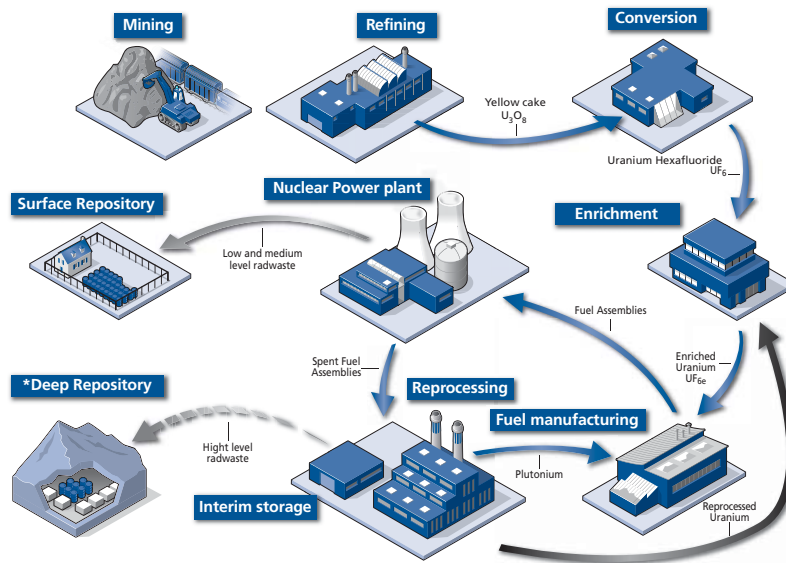 Mining
Refining
Conversion
Yellow cake
U3O8
Uranium Hexafluoride
UF6
Nuclear Power plant
Surface Repository
Enrichment
Low and medium
level radwaste
Fuel Assemblies
Spent Fuel
Assemblies
Enriched
Uranium
UF6e
*Deep Repository
Reprocessing
Fuel manufacturing
Hight level
radwaste
Plutonium
Interim storage
Reprocessed
Uranium